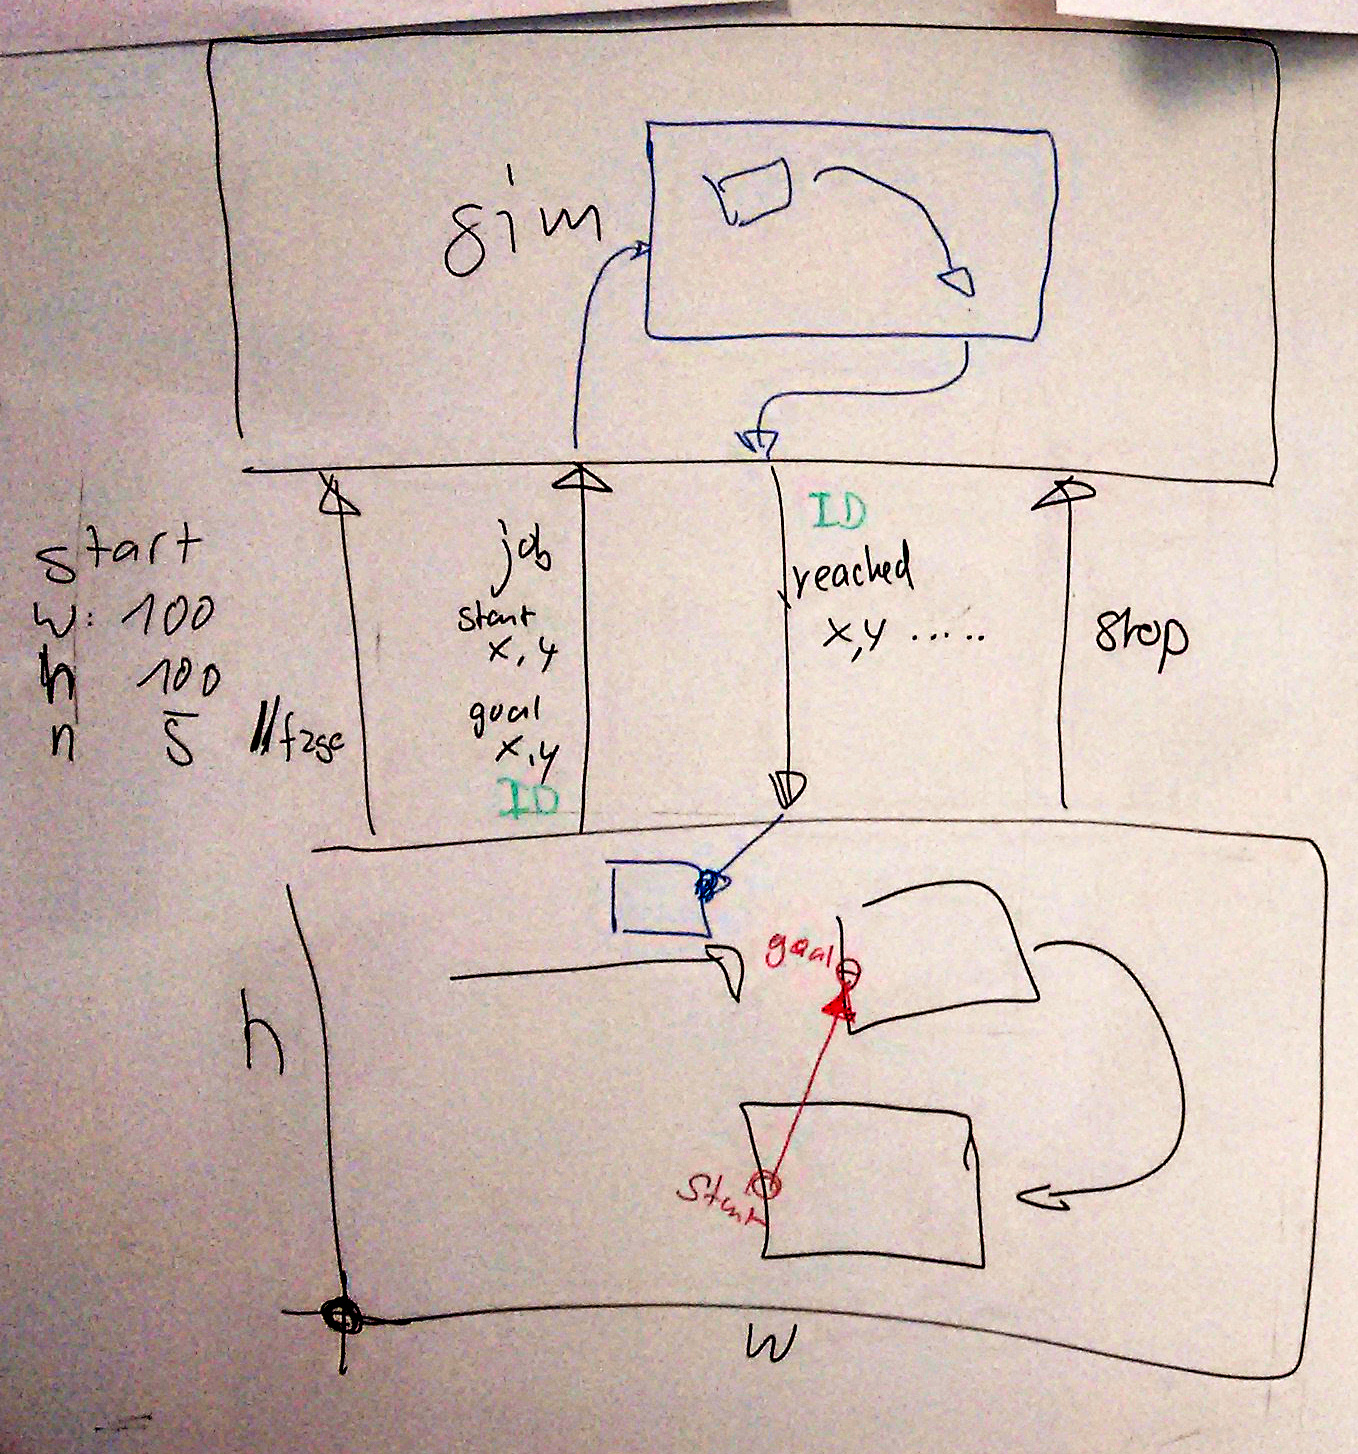 sim
start
w: 100
h 100
n 5 // fzge
job
start
x, y
goal
x, y
ID
ID
reached
x, y .....
stop
h
goal
Start
w